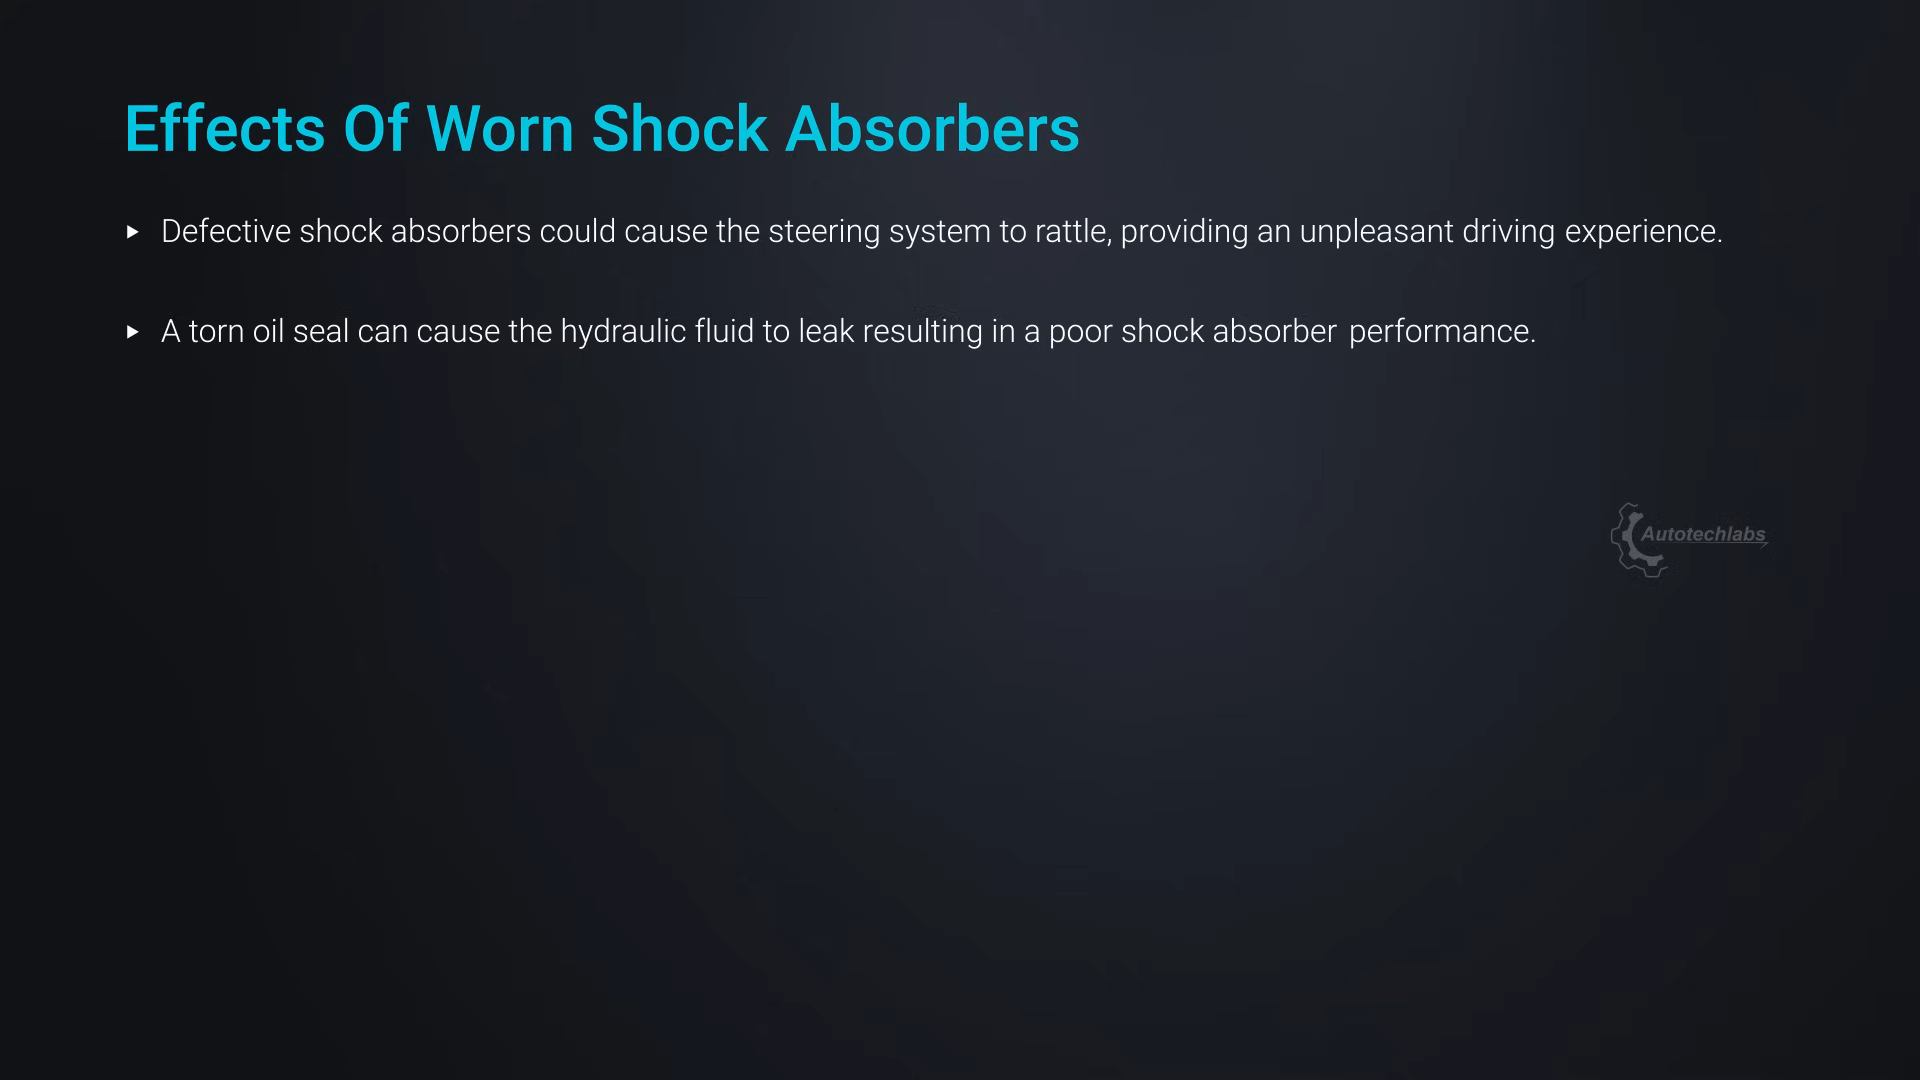 Effects Of Worn Shock Absorbers
Defective shock absorbers could cause the steering system to rattle, providing an unpleasant driving experience.
A torn oil seal can cause the hydraulic fluid to leak resulting in a poor shock absorber performance.
Autotechlabs